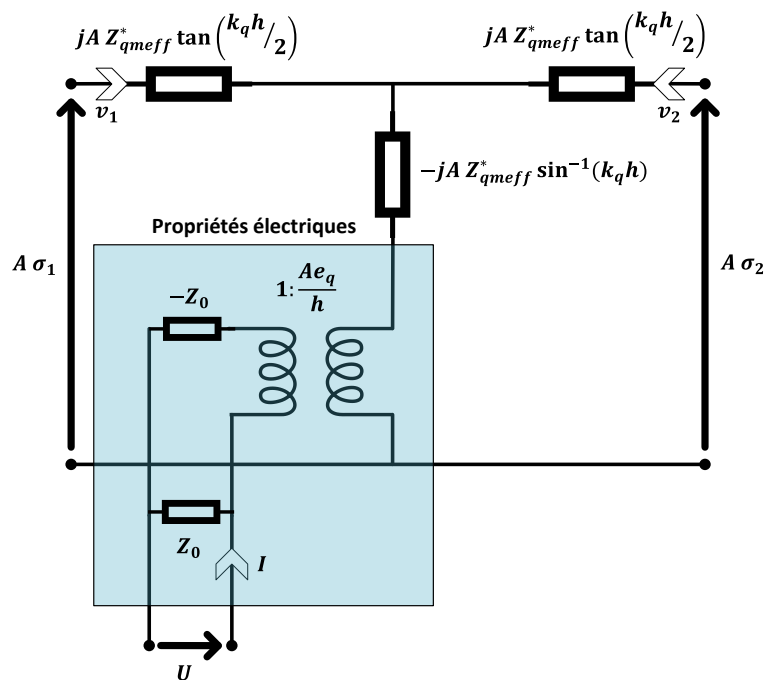 jA Z*qmeff tan(kqh/2)
jA Z*qmeff tan(kqh/2)
v1
v2
−jA Z*qmeff sin−1(kqh)
Propriétés électriques
A σ1
A σ2
1: Aeq/h
−Z0
Z0
I
U